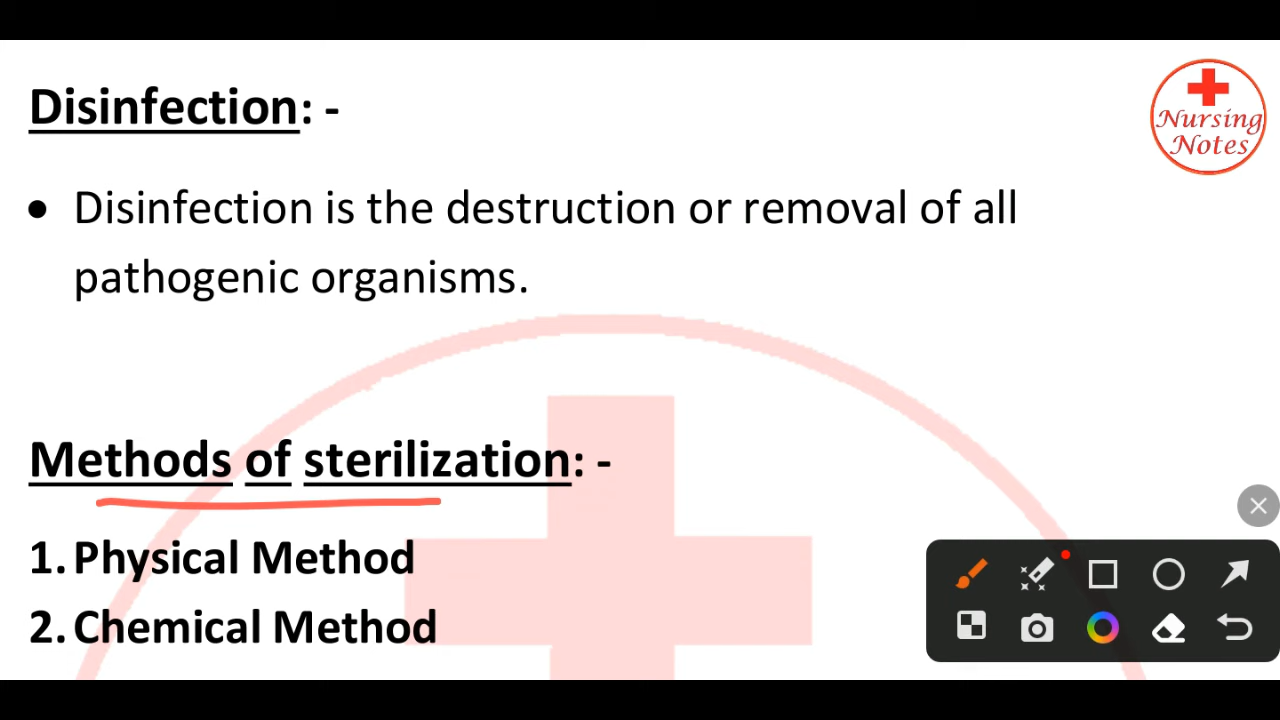 Disinfection: -
Nursing
Notes
• Disinfection is the destruction or removal of all
pathogenic organisms.
Methods of sterilization: -
1. Physical Method
2. Chemical Method